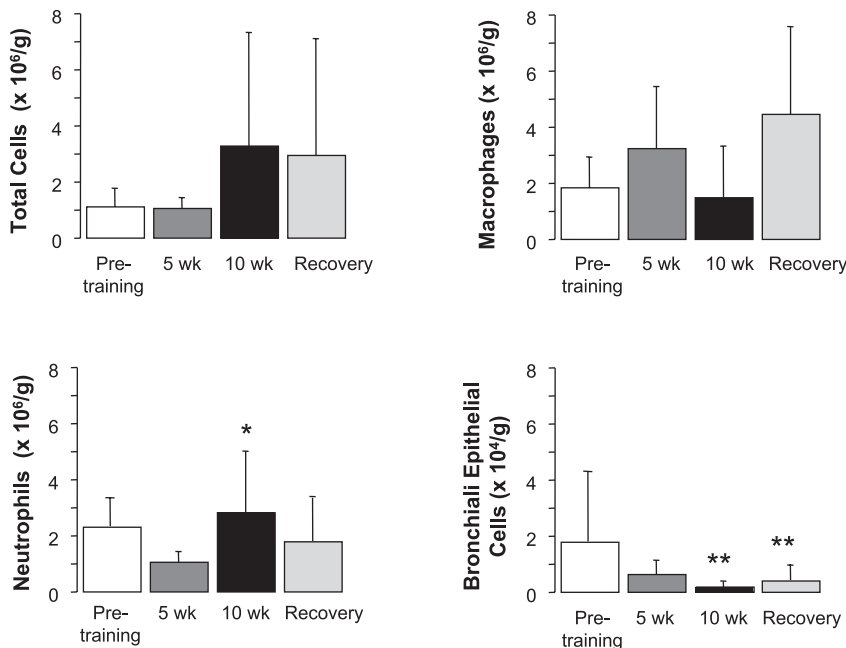 Total Cells (x 10⁶/g)
8
6
4
2
0
Pre-
training
5 wk
10 wk
Recovery
Macrophages (x 10⁶/g)
8
6
4
2
0
Pre-
training
5 wk
10 wk
Recovery
Neutrophils (x 10⁶/g)
8
6
4
2
0
*
Pre-
training
5 wk
10 wk
Recovery
Bronchiali Epithelial
Cells (x 10⁴/g)
8
6
4
2
0
**
**
Pre-
training
5 wk
10 wk
Recovery